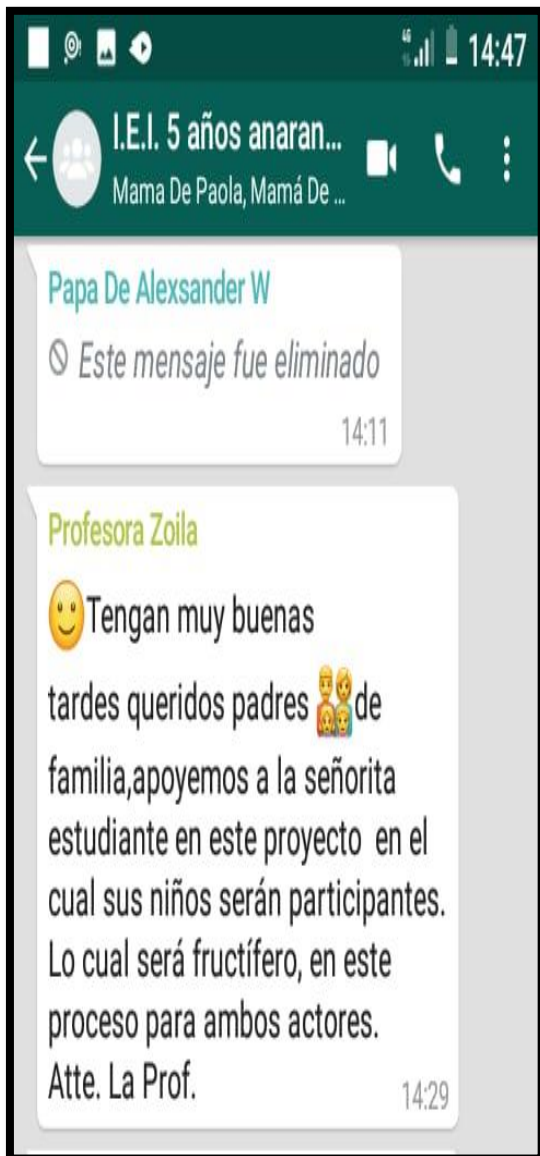 4G 14:47
I.E.I. 5 años anaran...
Mama De Paola, Mamá De ...
Papa De Alexsander W
Este mensaje fue eliminado
14:11
Profesora Zoila
🙂Tengan muy buenas
tardes queridos padres 👨‍👩‍👧‍👦de
familia,apoyemos a la señorita
estudiante en este proyecto en el
cual sus niños serán participantes.
Lo cual será fructífero, en este
proceso para ambos actores.
Atte. La Prof.
14:29